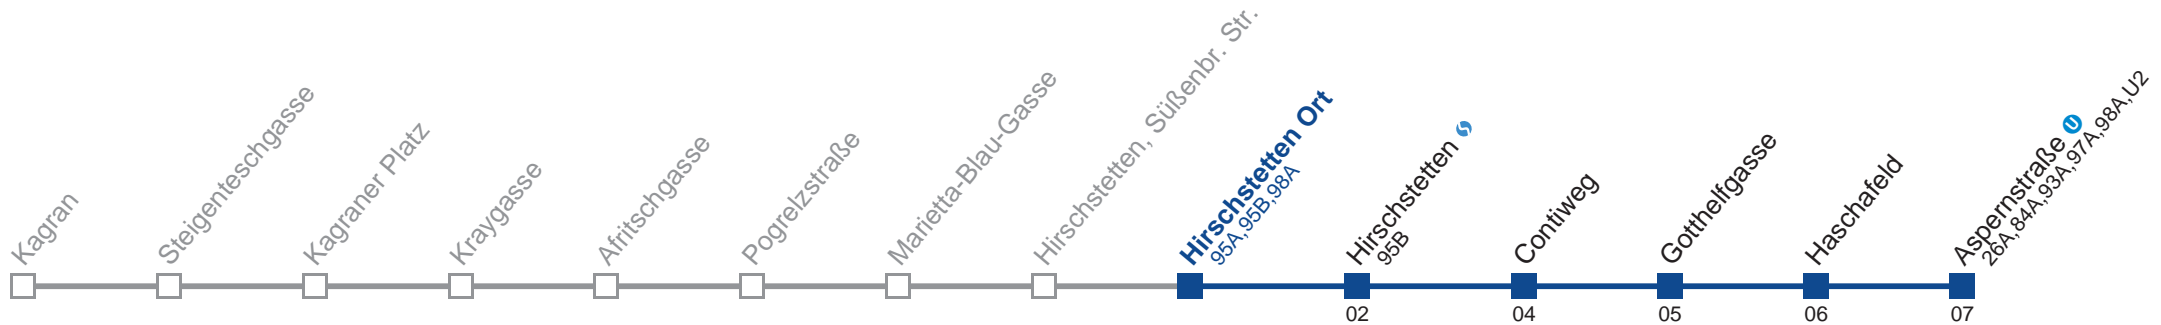 Kagran
Steigenteschgasse
Kagraner Platz
Kraygasse
Afritschgasse
Pogrelzstraße
Marietta-Blau-Gasse
Hirschstetten, Süßenbr. Str.
Hirschstetten Ort
95A,95B,98A
Hirschstetten
95B
02
Contiweg
04
Gotthelfgasse
05
Haschafeld
06
Aspernstraße U
26A,84A,93A,97A,98A,U2
07